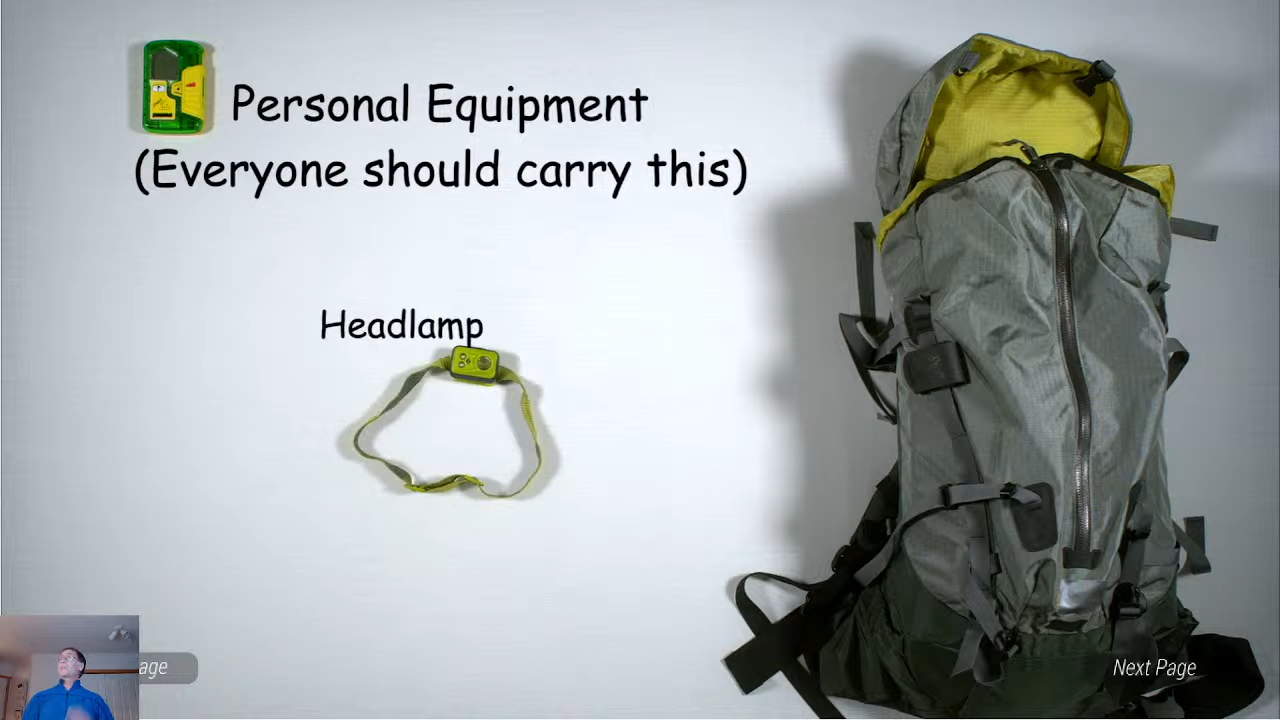 Personal Equipment
(Everyone should carry this)
Headlamp
age
Next Page